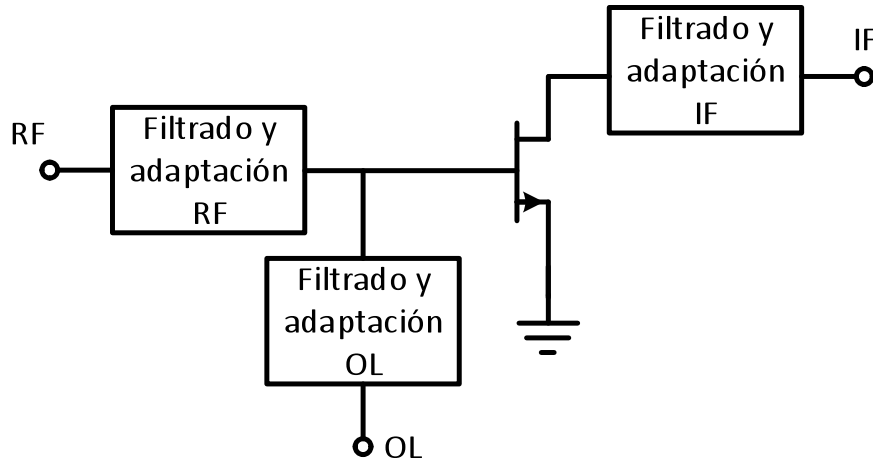 Filtrado y
adaptación
IF
IF
RF
Filtrado y
adaptación
RF
Filtrado y
adaptación
OL
OL